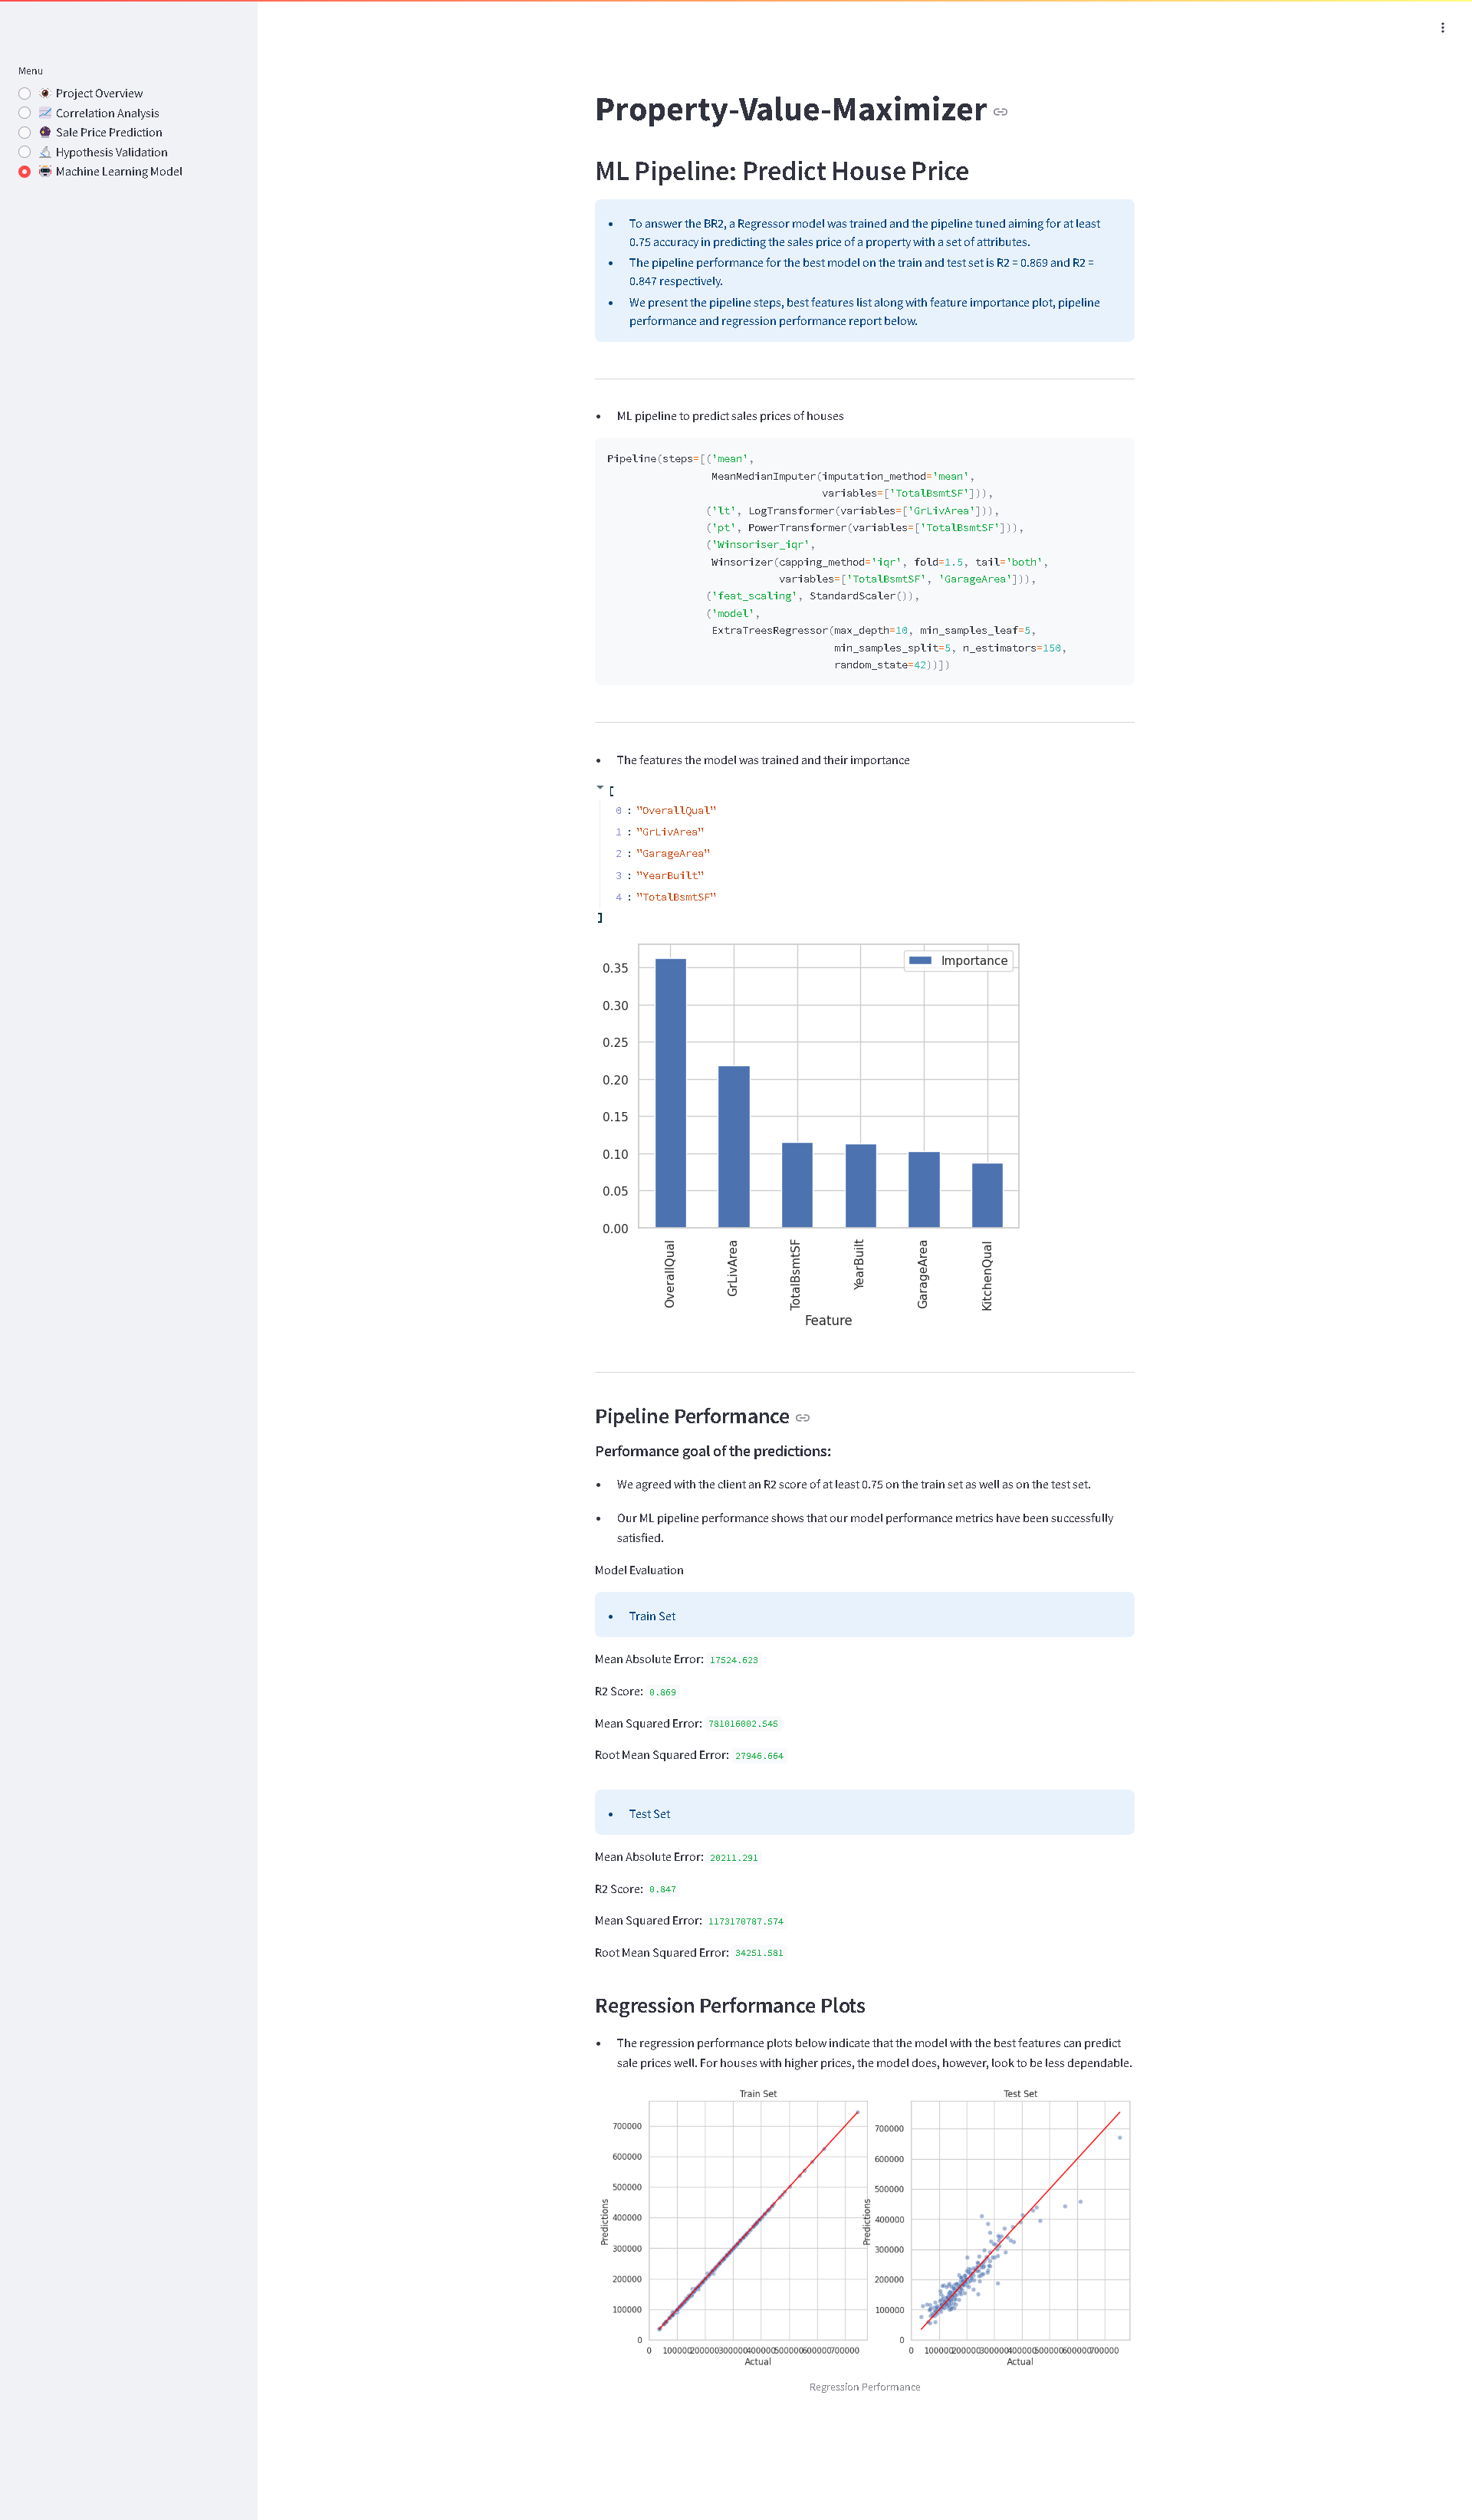 Menu
Project Overview
Correlation Analysis
Sale Price Prediction
Hypothesis Validation
Machine Learning Model
Property-Value-Maximizer
ML Pipeline: Predict House Price
• To answer the BR2, a Regressor model was trained and the pipeline tuned aiming for at least
0.75 accuracy in predicting the sales price of a property with a set of attributes.
• The pipeline performance for the best model on the train and test set is R2 = 0.869 and R2 =
0.847 respectively.
• We present the pipeline steps, best features list along with feature importance plot, pipeline
performance and regression performance report below.
• ML pipeline to predict sales prices of houses
Pipeline(steps=[('mean',
MeanMedianImputer(imputation_method='mean',
variables=['TotalBsmtSF'])),
('lt', LogTransformer(variables=['GrLivArea'])),
('pt', PowerTransformer(variables=['TotalBsmtSF'])),
('Winsoriser_iqr',
Winsorizer(capping_method='iqr', fold=1.5, tail='both',
variables=['TotalBsmtSF', 'GarageArea'])),
('feat_scaling', StandardScaler()),
('model',
ExtraTreesRegressor(max_depth=10, min_samples_leaf=5,
min_samples_split=5, n_estimators=150,
random_state=42))])
• The features the model was trained and their importance
[
0 : "OverallQual"
1 : "GrLivArea"
2 : "GarageArea"
3 : "YearBuilt"
4 : "TotalBsmtSF"
]
Importance
0.35
0.30
0.25
0.20
0.15
0.10
0.05
0.00
OverallQual
GrLivArea
TotalBsmtSF
YearBuilt
GarageArea
KitchenQual
Feature
Pipeline Performance
Performance goal of the predictions:
• We agreed with the client an R2 score of at least 0.75 on the train set as well as on the test set.
• Our ML pipeline performance shows that our model performance metrics have been successfully
satisfied.
Model Evaluation
• Train Set
Mean Absolute Error: 17524.623
R2 Score: 0.869
Mean Squared Error: 781016002.545
Root Mean Squared Error: 27946.664
• Test Set
Mean Absolute Error: 20211.291
R2 Score: 0.847
Mean Squared Error: 1173170787.574
Root Mean Squared Error: 34251.581
Regression Performance Plots
• The regression performance plots below indicate that the model with the best features can predict
sale prices well. For houses with higher prices, the model does, however, look to be less dependable.
Train Set
700000
600000
500000
400000
300000
200000
100000
0
Predictions
0 100000 200000 300000 400000 500000 600000 700000
Actual
Test Set
700000
600000
500000
400000
300000
200000
100000
0
Predictions
0 100000 200000 300000 400000 500000 600000 700000
Actual
Regression Performance